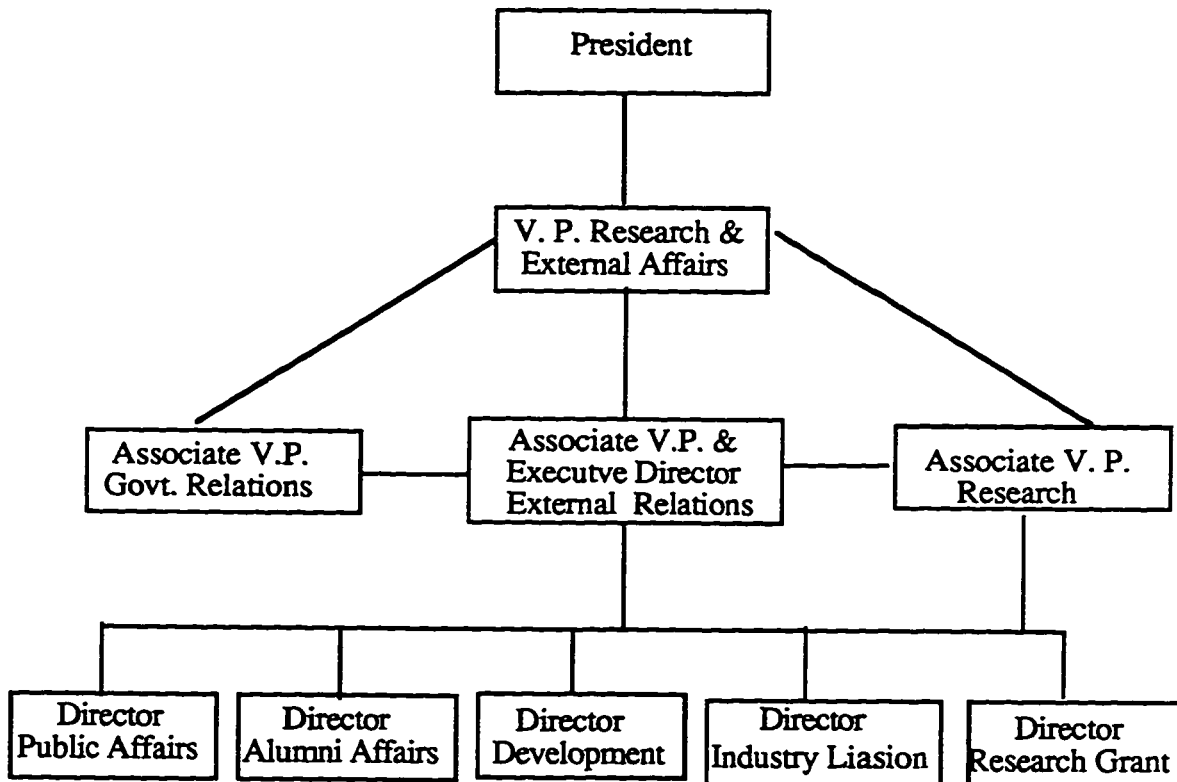 President
V. P. Research &
External Affairs
Associate V.P.
Govt. Relations
Associate V.P. &
Executve Director
External Relations
Associate V. P.
Research
Director
Public Affairs
Director
Alumni Affairs
Director
Development
Director
Industry Liasion
Director
Research Grant